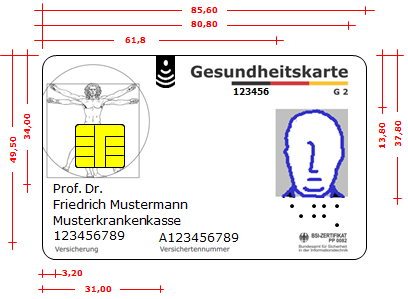 85,60
80,80
61,8
Gesundheitskarte
123456 G 2
34,00
49,50
13,80
37,80
Prof. Dr.
Friedrich Mustermann
Musterkrankenkasse
123456789 A123456789
Versicherung Versichertennummer
BSI-ZERTIFIKAT
PP 0082
Bundesamt für Sicherheit
in der Informationstechnik
3,20
31,00